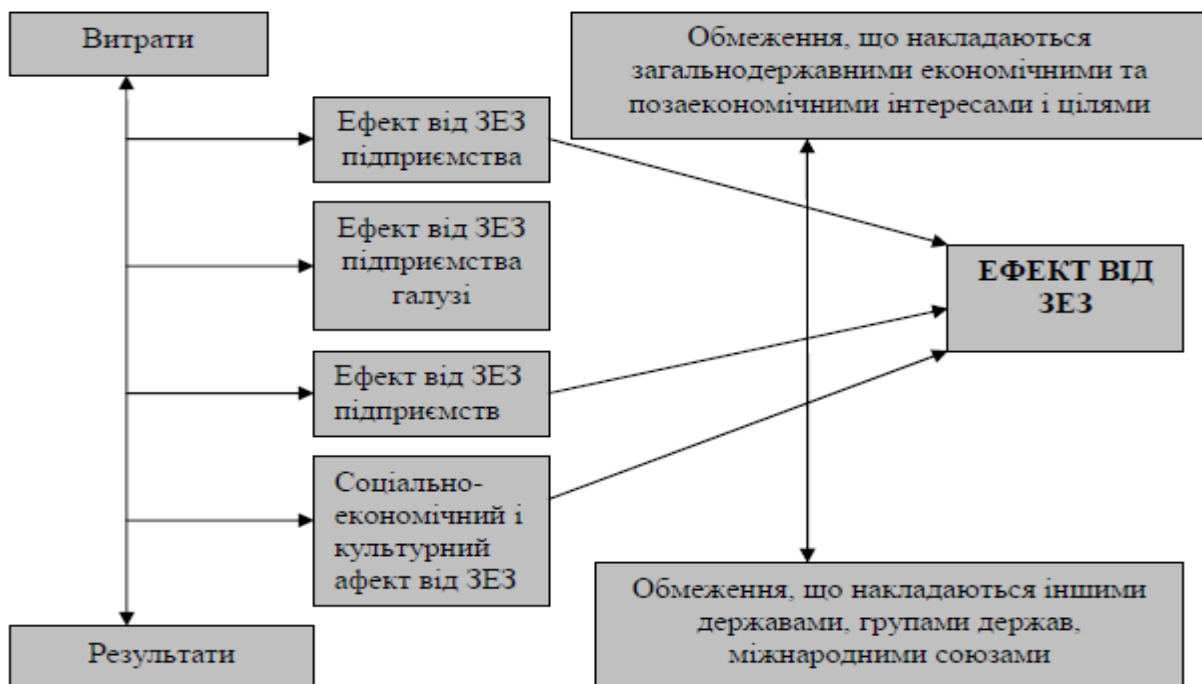 Витрати
Обмеження, що накладаються
загальнодержавними економічними та
позаекономічними інтересами і цілями
Ефект від ЗЕЗ
підприємства
Ефект від ЗЕЗ
підприємства
галузі
ЕФЕКТ ВІД
ЗЕЗ
Ефект від ЗЕЗ
підприємств
Соціально-
економічний і
культурний
афект від ЗЕЗ
Обмеження, що накладаються іншими
державами, групами держав,
міжнародними союзами
Результати